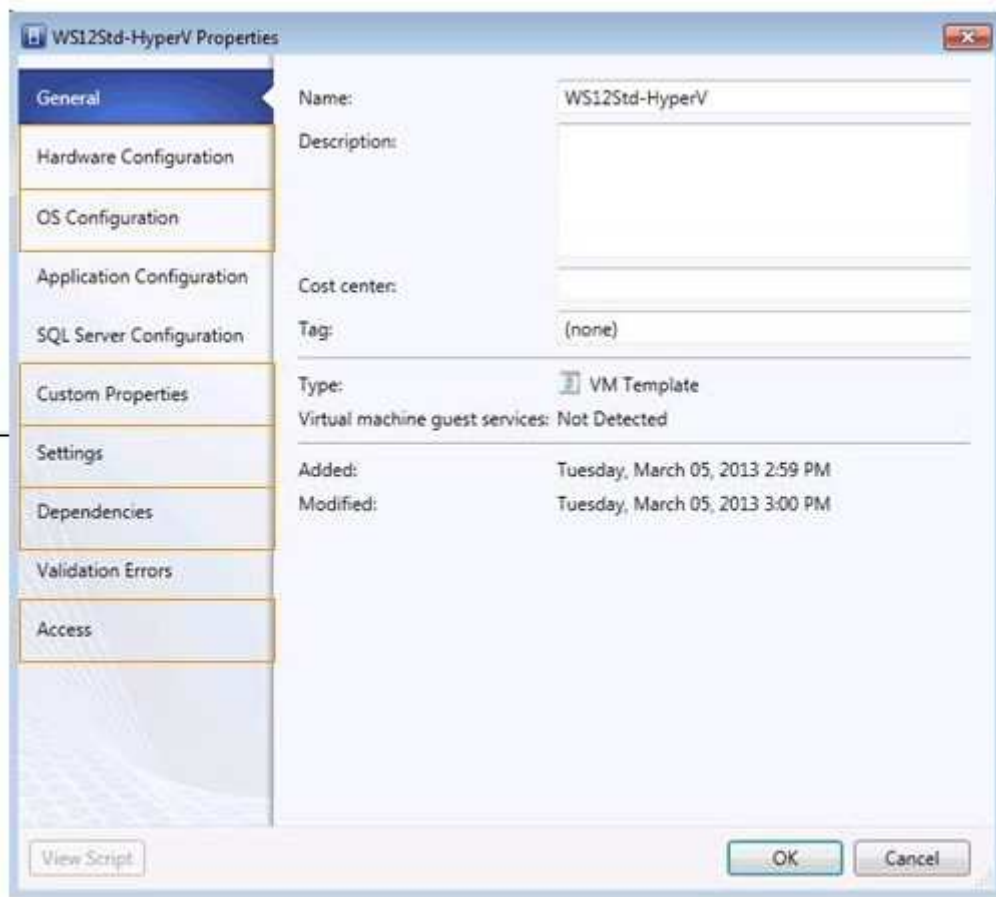 WS12Std-HyperV Properties
General
Hardware Configuration
OS Configuration
Application Configuration
SQL Server Configuration
Custom Properties
Settings
Dependencies
Validation Errors
Access
Name: WS12Std-HyperV
Description:
Cost center:
Tag: (none)
Type: VM Template
Virtual machine guest services: Not Detected
Added: Tuesday, March 05, 2013 2:59 PM
Modified: Tuesday, March 05, 2013 3:00 PM
View Script
OK
Cancel